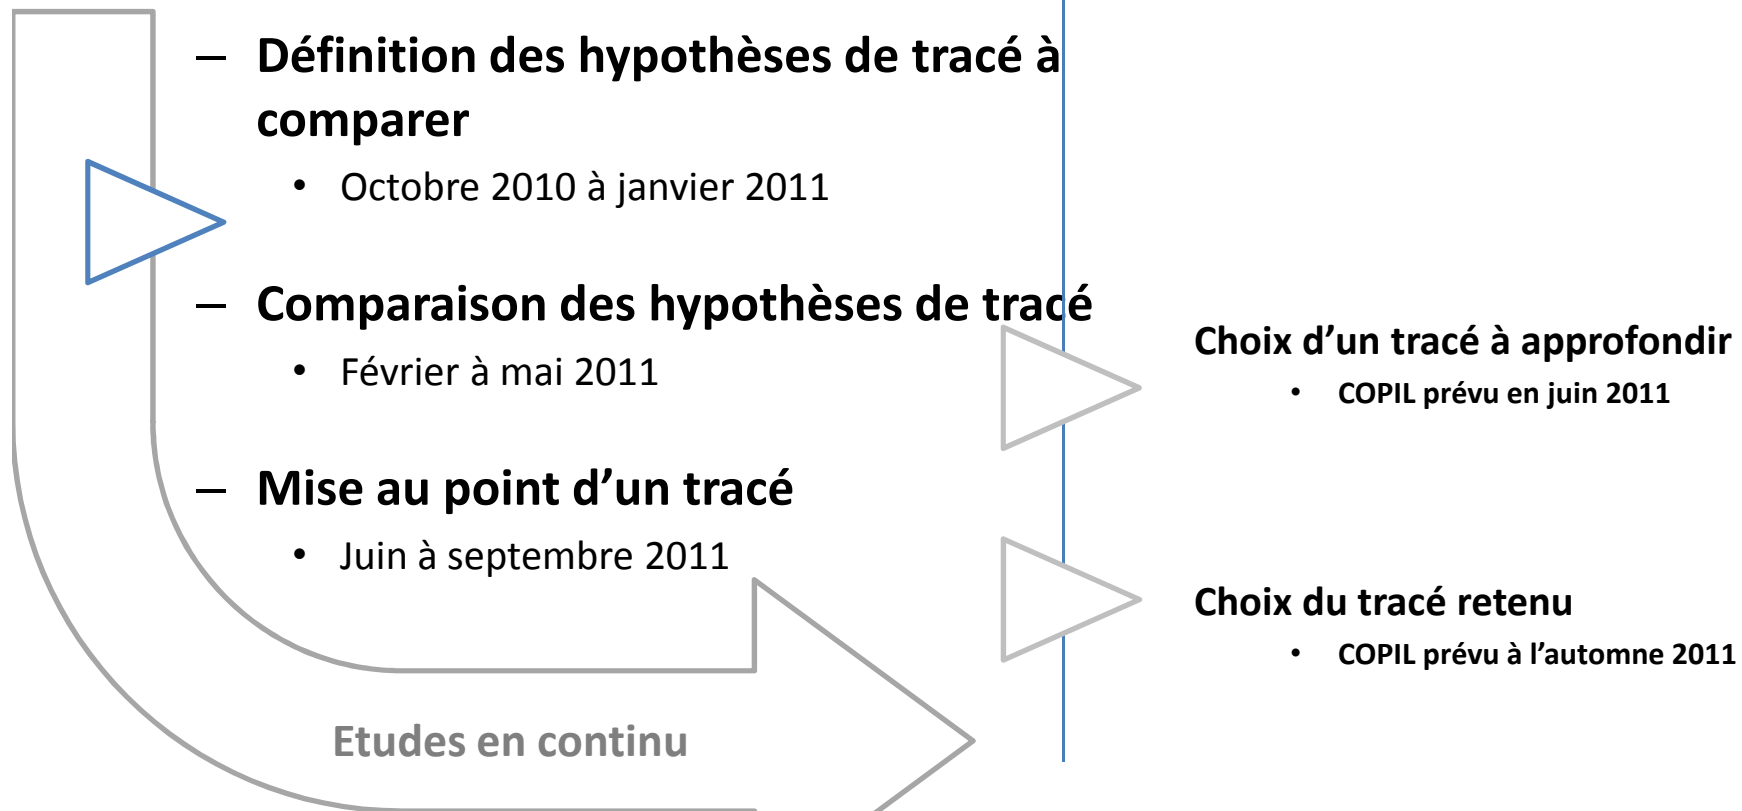 – Définition des hypothèses de tracé à
comparer
• Octobre 2010 à janvier 2011
– Comparaison des hypothèses de tracé
• Février à mai 2011
– Mise au point d’un tracé
• Juin à septembre 2011
Etudes en continu
Choix d’un tracé à approfondir
• COPIL prévu en juin 2011
Choix du tracé retenu
• COPIL prévu à l’automne 2011